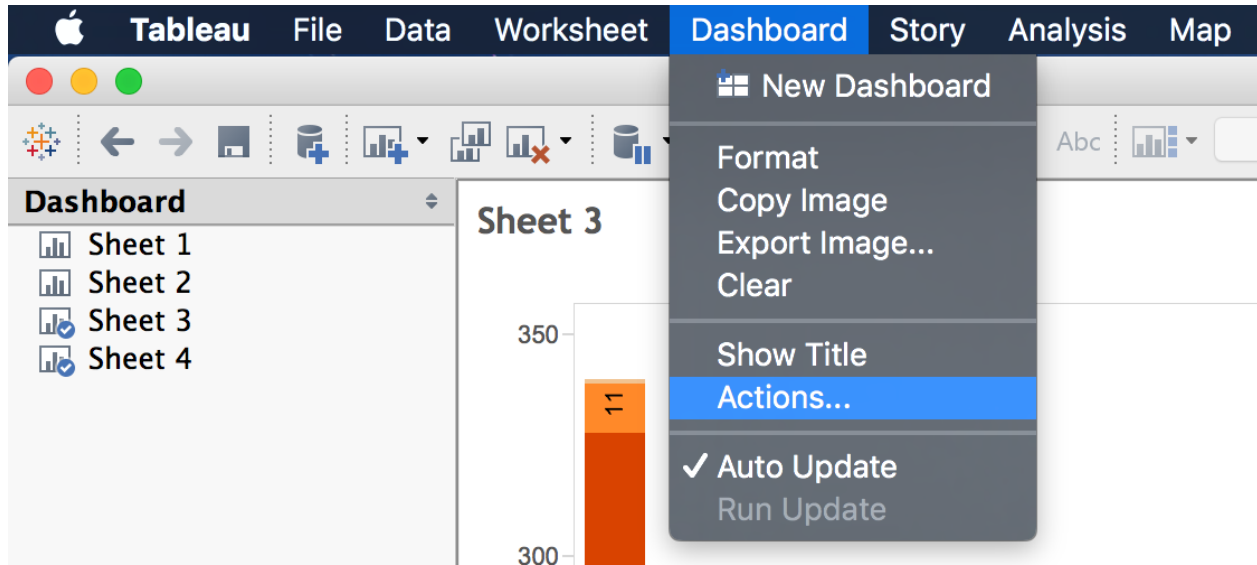 Tableau File Data Worksheet Dashboard Story Analysis Map
New Dashboard
Abc
Format
Copy Image
Export Image...
Clear
Show Title
Actions...
✓ Auto Update
Run Update
Dashboard
Sheet 1
Sheet 2
Sheet 3
Sheet 4
Sheet 3
350
11
300